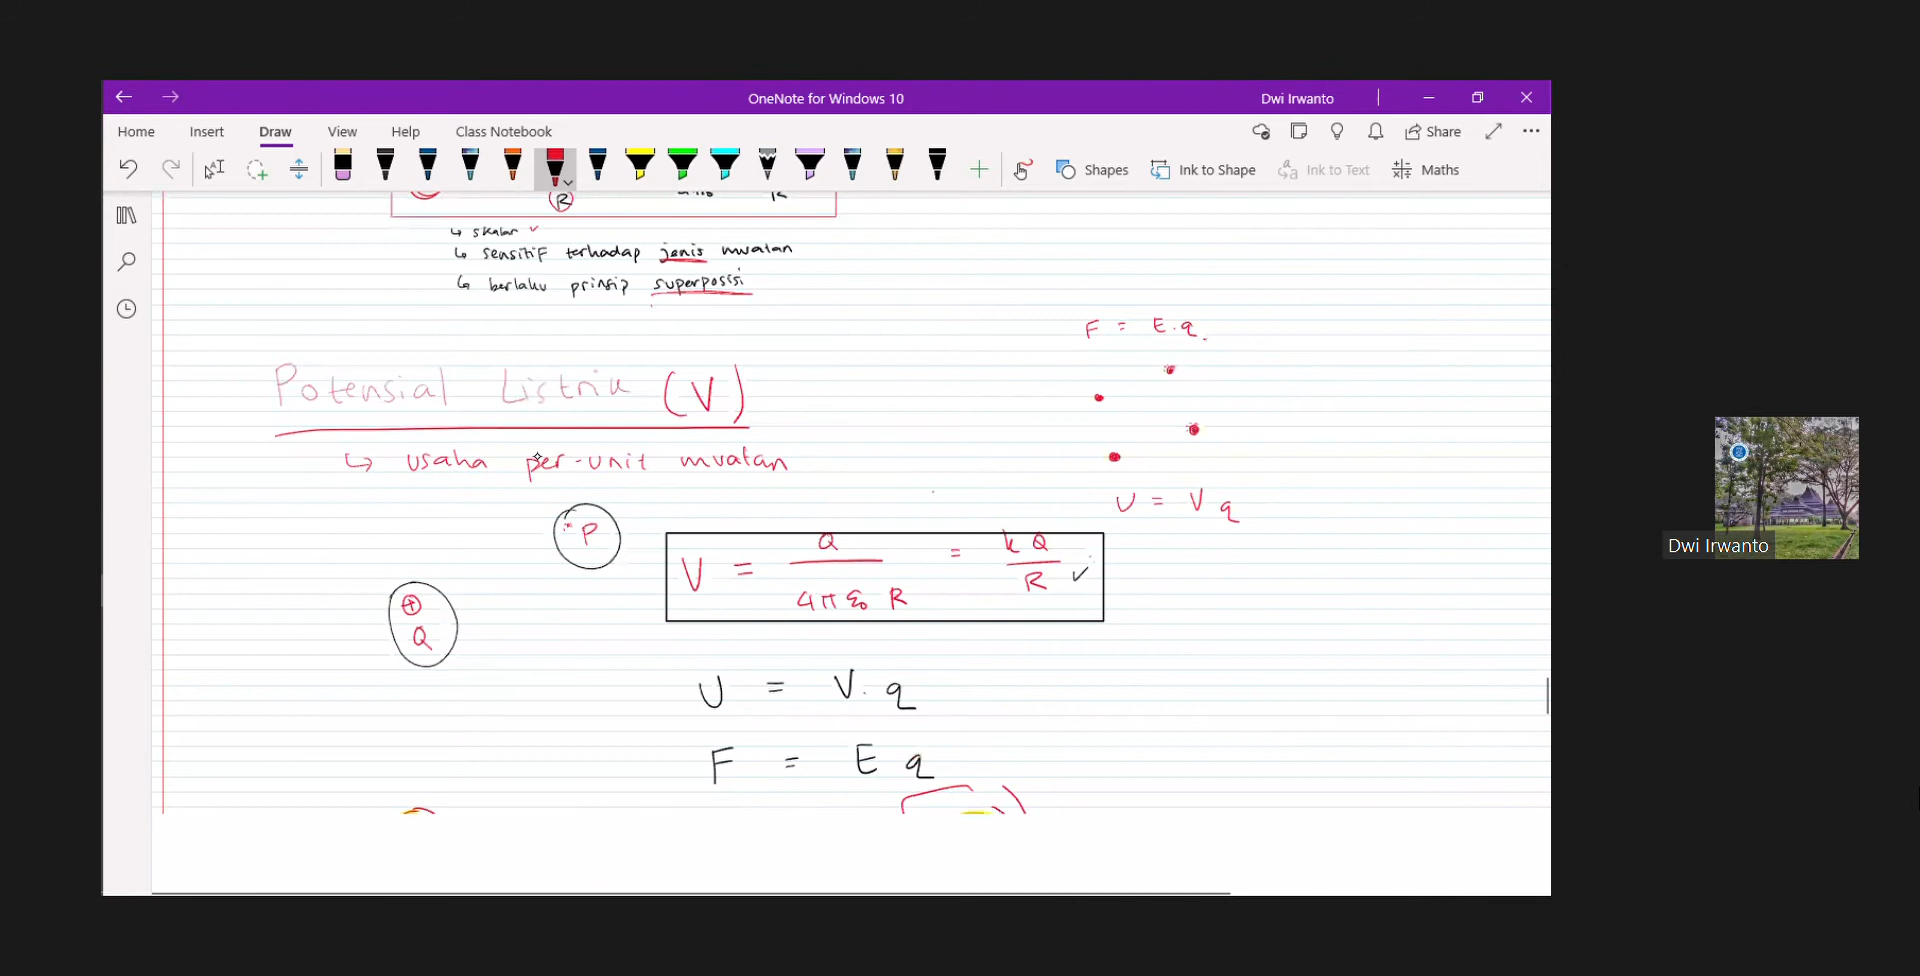 OneNote for Windows 10
Dwi Irwanto
Home Insert Draw View Help Class Notebook
Share
Shapes Ink to Shape Ink to Text Maths
R
↳ skalar ✓
↳ sensitif terhadap jenis muatan
↳ berlaku prinsip superposisi
F = E.q
Potensial Listrik (V)
↳ usaha per-unit muatan
U = V q
P
V = Q / 4π ε₀ R = k Q / R ✓
⊕
Q
U = V. q
F = E q
Dwi Irwanto